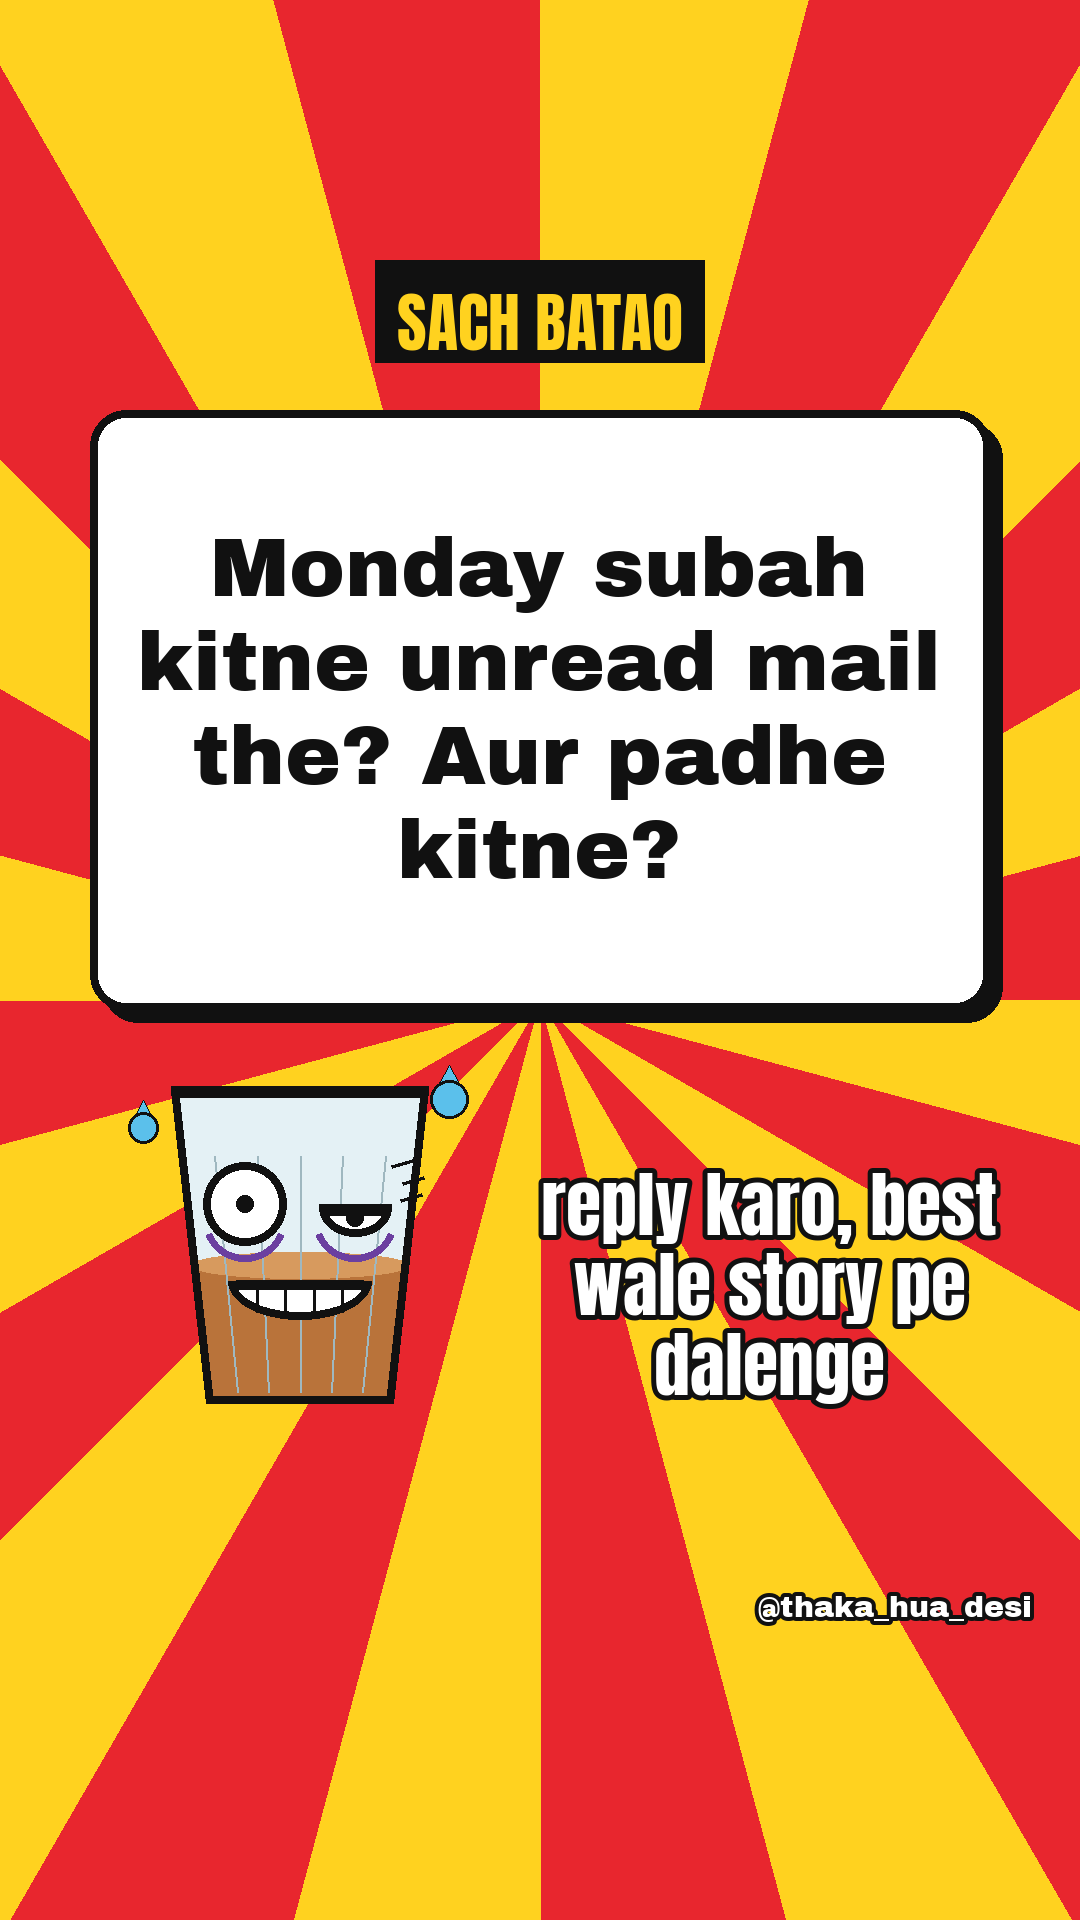 SACH BATAO
Monday subah
kitne unread mail
the? Aur padhe
kitne?
reply karo, best
wale story pe
dalenge
@thaka_hua_desi